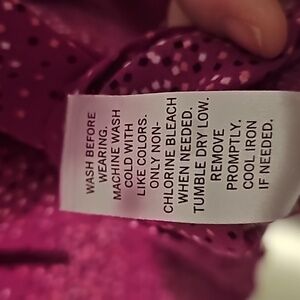 WASH BEFORE
WEARING.
MACHINE WASH
COLD WITH
LIKE COLORS.
ONLY NON-
CHLORINE BLEACH
WHEN NEEDED.
TUMBLE DRY LOW.
REMOVE
PROMPTLY.
COOL IRON
IF NEEDED.